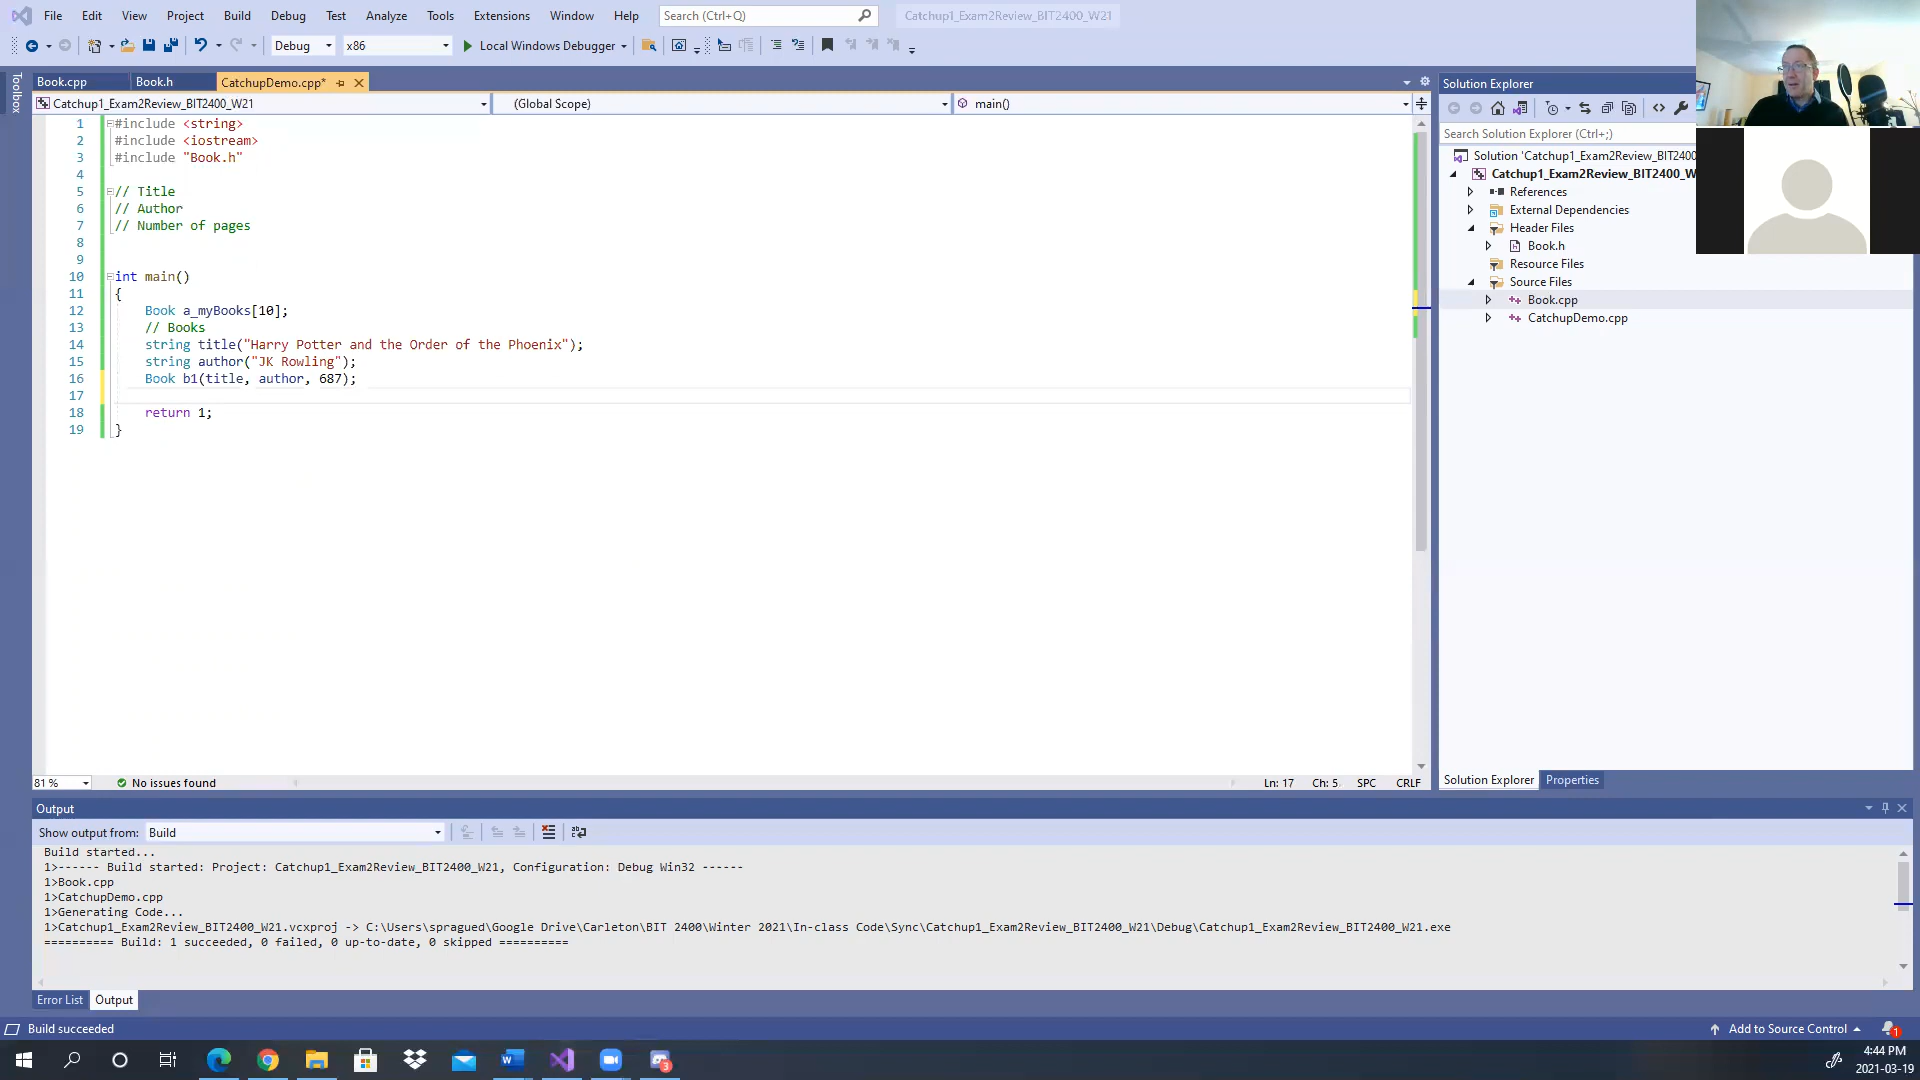 File Edit View Project Build Debug Test Analyze Tools Extensions Window Help Search (Ctrl+Q) Catchup1_Exam2Review_BIT2400_W21
Debug x86 Local Windows Debugger
Toolbox
Book.cpp Book.h CatchupDemo.cpp*
Catchup1_Exam2Review_BIT2400_W21 (Global Scope) main()
1 #include <string>
2 #include <iostream>
3 #include "Book.h"
4
5 // Title
6 // Author
7 // Number of pages
8
9
10 int main()
11 {
12 Book a_myBooks[10];
13 // Books
14 string title("Harry Potter and the Order of the Phoenix");
15 string author("JK Rowling");
16 Book b1(title, author, 687);
17
18 return 1;
19 }
81 % No issues found Ln: 17 Ch: 5 SPC CRLF
Solution Explorer
Search Solution Explorer (Ctrl+;)
Solution 'Catchup1_Exam2Review_BIT2400
Catchup1_Exam2Review_BIT2400_W
References
External Dependencies
Header Files
Book.h
Resource Files
Source Files
Book.cpp
CatchupDemo.cpp
Solution Explorer Properties
Output
Show output from: Build
Build started...
1>------ Build started: Project: Catchup1_Exam2Review_BIT2400_W21, Configuration: Debug Win32 ------
1>Book.cpp
1>CatchupDemo.cpp
1>Generating Code...
1>Catchup1_Exam2Review_BIT2400_W21.vcxproj -> C:\Users\spragued\Google Drive\Carleton\BIT 2400\Winter 2021\In-class Code\Sync\Catchup1_Exam2Review_BIT2400_W21\Debug\Catchup1_Exam2Review_BIT2400_W21.exe
========== Build: 1 succeeded, 0 failed, 0 up-to-date, 0 skipped ==========
Error List Output
Build succeeded Add to Source Control 1
3
4:44 PM
2021-03-19